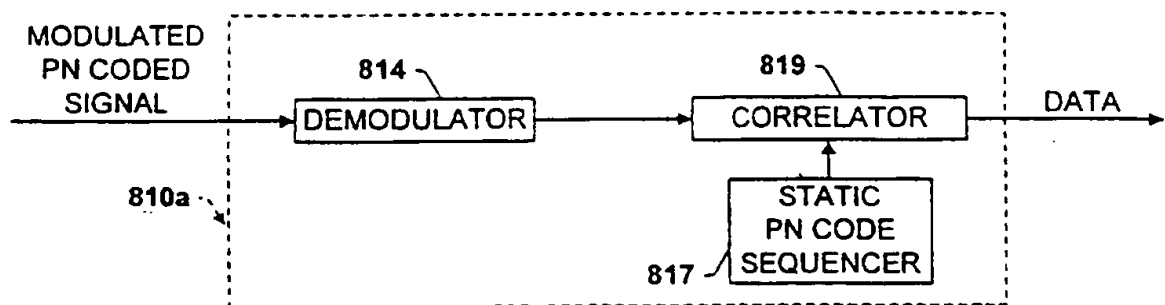 MODULATED
PN CODED
SIGNAL
814
DEMODULATOR
819
CORRELATOR
DATA
810a
STATIC
PN CODE
SEQUENCER
817